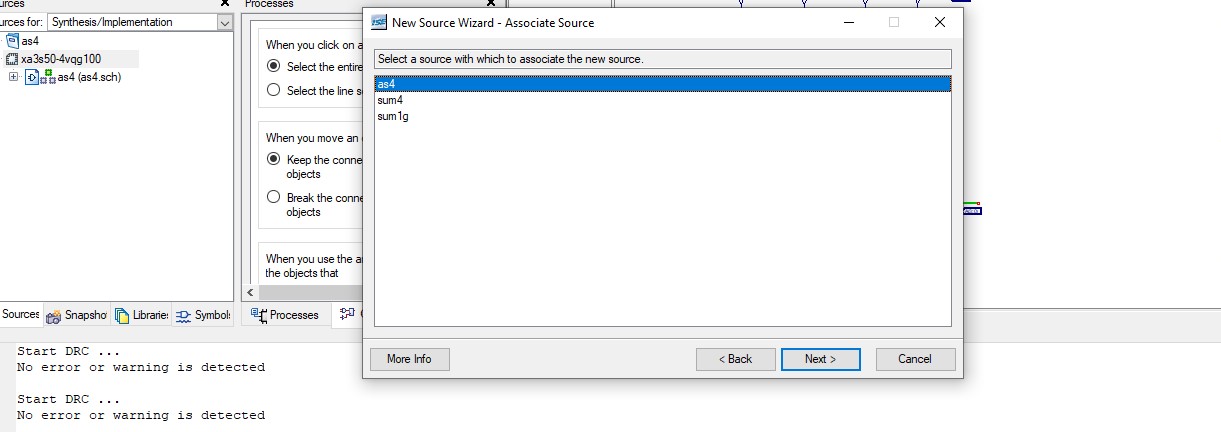 urces
urces for: Synthesis/Implementation
as4
xa3s50-4vqg100
as4 (as4.sch)
Sources
Snapsho
Librarie
Symbol
Processes
When you click on a
Select the entire
Select the line s
When you move an
Keep the conne
objects
Break the conne
objects
When you use the a
the objects that
Processes
ISE New Source Wizard - Associate Source
Select a source with which to associate the new source.
as4
sum4
sum1g
More Info
< Back
Next >
Cancel
Start DRC ...
No error or warning is detected
Start DRC ...
No error or warning is detected